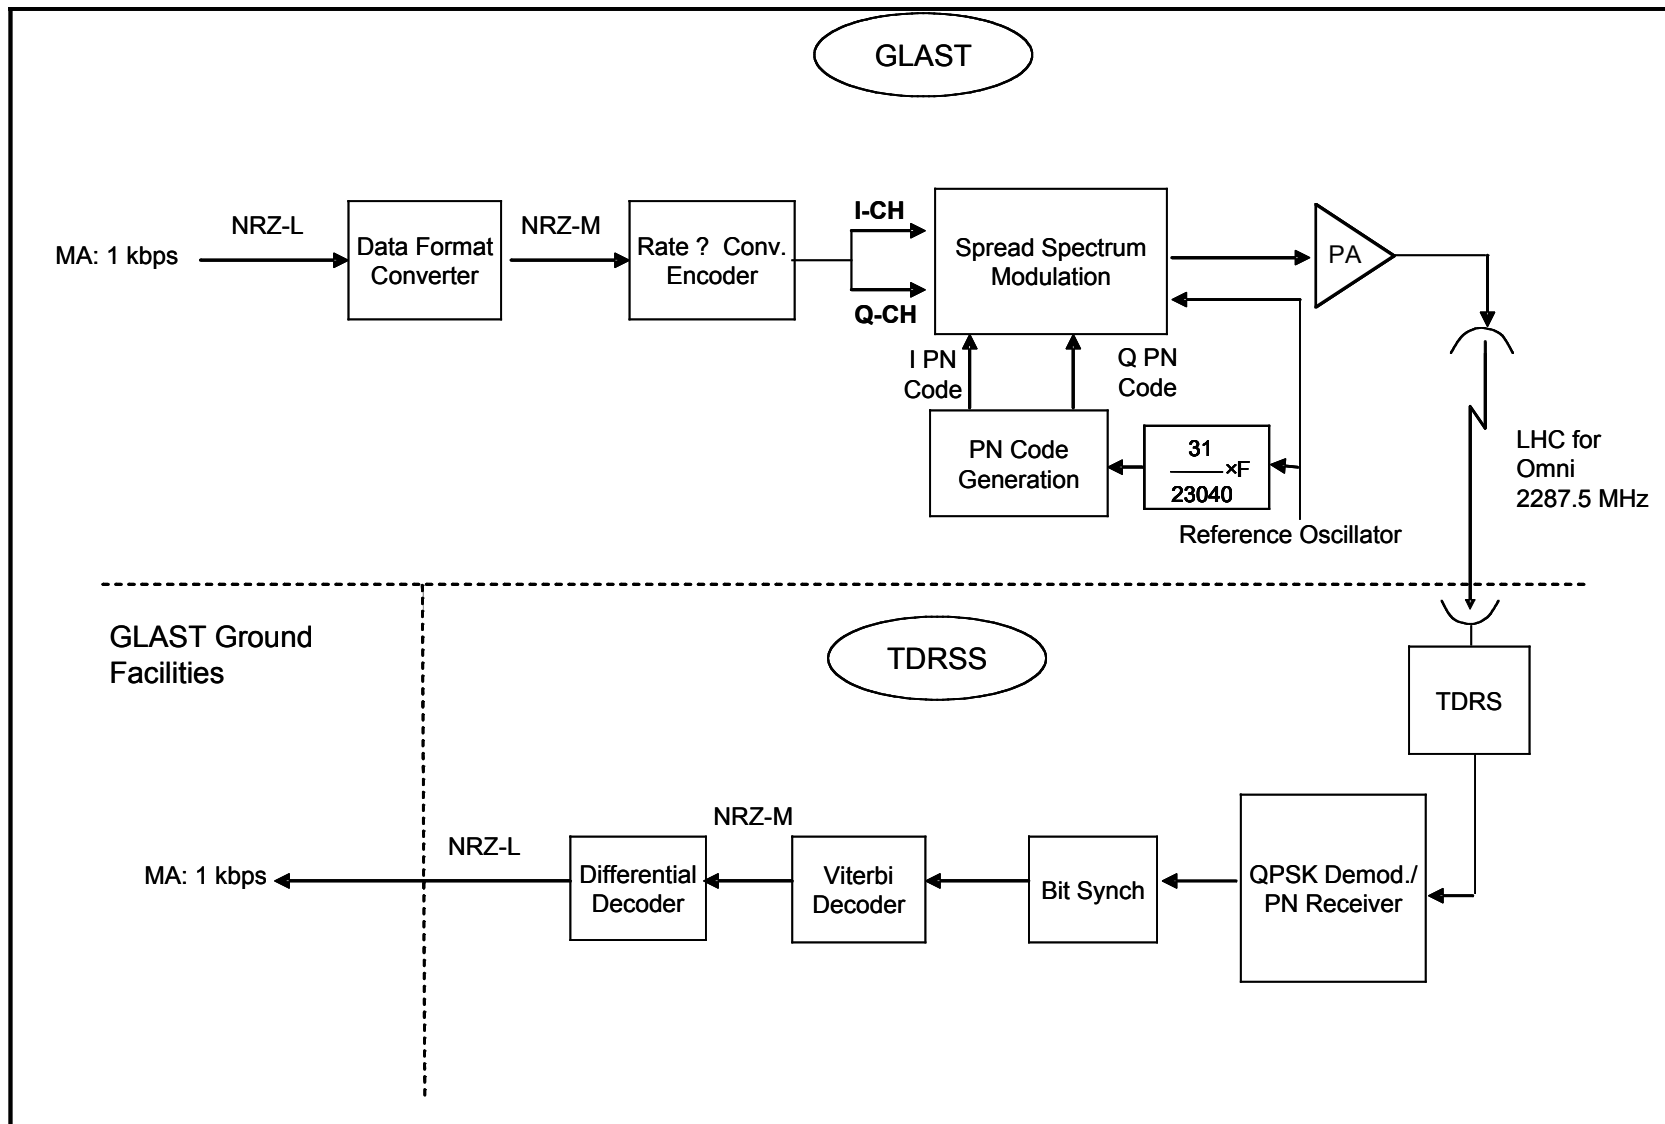 GLAST
MA: 1 kbps
NRZ-L
Data Format
Converter
NRZ-M
Rate ? Conv.
Encoder
I-CH
Q-CH
Spread Spectrum
Modulation
PA
I PN
Code
Q PN
Code
PN Code
Generation
31
×F
23040
Reference Oscillator
LHC for
Omni
2287.5 MHz
GLAST Ground
Facilities
TDRSS
TDRS
MA: 1 kbps
NRZ-L
Differential
Decoder
NRZ-M
Viterbi
Decoder
Bit Synch
QPSK Demod./
PN Receiver